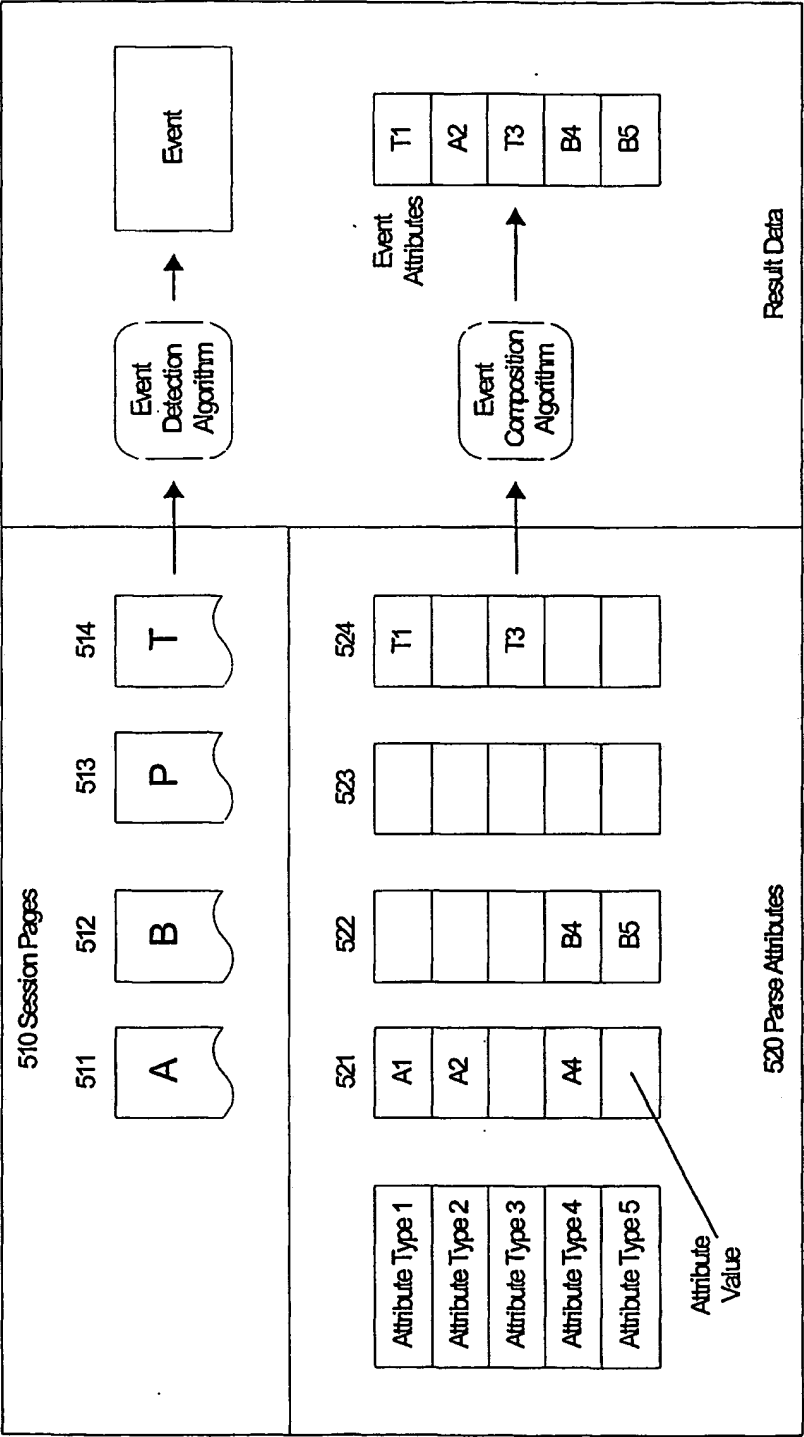 510 Session Pages
511
512
513
514
A
B
P
T
Event
Detection
Algorithm
Event
521
522
523
524
Attribute Type 1
Attribute Type 2
Attribute Type 3
Attribute Type 4
Attribute Type 5
A1
A2
A4
B4
B5
T1
T3
Attribute
Value
520 Parse Attributes
Event
Composition
Algorithm
Event
Attributes
T1
A2
T3
B4
B5
Result Data